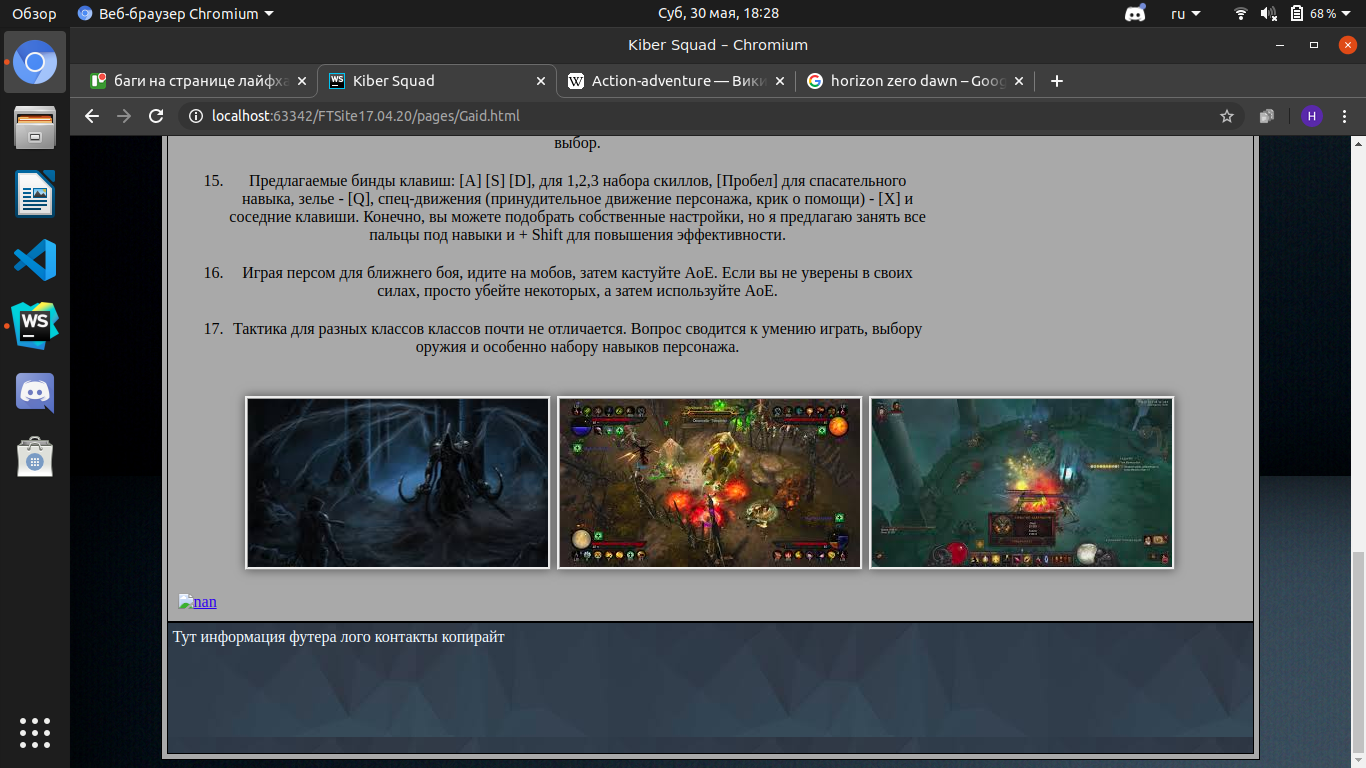 Обзор
Веб-браузер Chromium
Суб, 30 мая, 18:28
ru
68 %
Kiber Squad – Chromium
баги на странице лайфха
Kiber Squad
Action-adventure — Вики
horizon zero dawn – Goog
localhost:63342/FTSite17.04.20/pages/Gaid.html
H
выбор.
15. Предлагаемые бинды клавиш: [A] [S] [D], для 1,2,3 набора скиллов, [Пробел] для спасательного
навыка, зелье - [Q], спец-движения (принудительное движение персонажа, крик о помощи) - [X] и
соседние клавиши. Конечно, вы можете подобрать собственные настройки, но я предлагаю занять все
пальцы под навыки и + Shift для повышения эффективности.
16. Играя персом для ближнего боя, идите на мобов, затем кастуйте AoE. Если вы не уверены в своих
силах, просто убейте некоторых, а затем используйте AoE.
17. Тактика для разных классов классов почти не отличается. Вопрос сводится к умению играть, выбору
оружия и особенно набору навыков персонажа.
nan
Тут информация футера лого контакты копирайт
WS